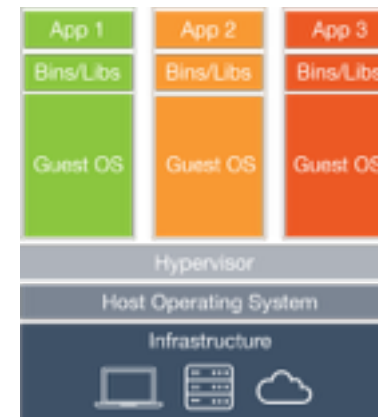 App 1 App 2 App 3
Bins/Libs Bins/Libs Bins/Libs
Guest OS Guest OS Guest OS
Hypervisor
Host Operating System
Infrastructure